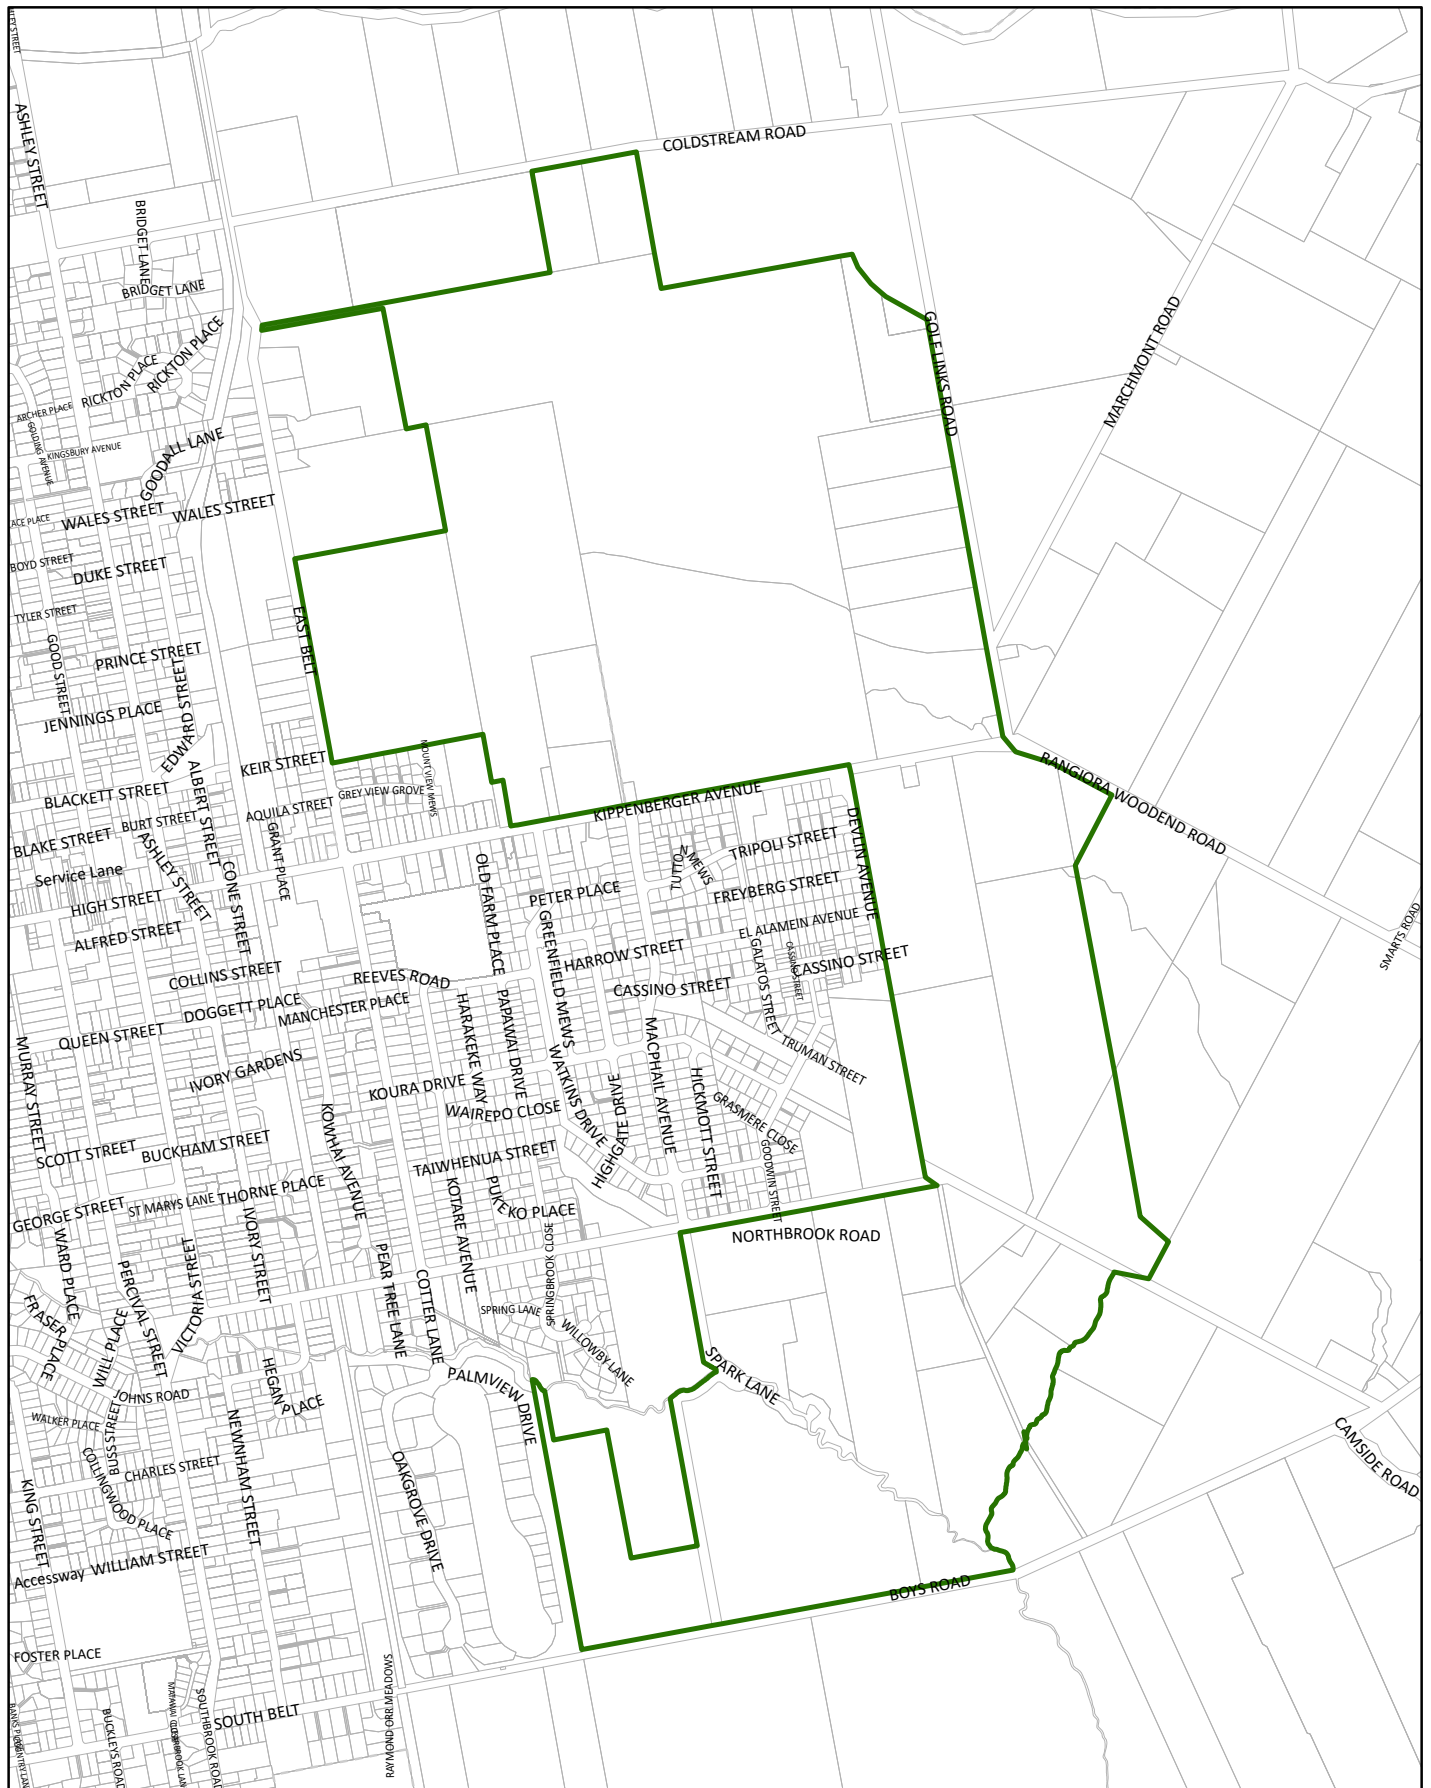 COLDSTREAM ROAD
ASHLEY STREET
BRIDGET LANE
BRIDGET LANE
RICKTON PLACE
RICKTON PLACE
ARCHER PLACE
GOLDING AVENUE
KINGSBURY AVENUE
GOODALL LANE
GOLF LINKS ROAD
MARCHMONT ROAD
WALES STREET
WALES STREET
ACE PLACE
BOYD STREET
DUKE STREET
TYLER STREET
GOOD STREET
PRINCE STREET
EDWARD STREET
EAST BELT
JENNINGS PLACE
KEIR STREET
MOUNTVIEW MEWS
BLACKETT STREET
ALBERT STREET
GREY VIEW GROVE
KIPPENBERGER AVENUE
RANGIORA WOODEND ROAD
BLAKE STREET
BURT STREET
AQUILA STREET
GRANT PLACE
ASHLEY STREET
Service Lane
CONE STREET
HIGH STREET
ALFRED STREET
OLD FARM PLACE
PETER PLACE
TRIPOLI STREET
DEVLIN AVENUE
FREYBERG STREET
EL ALAMEIN AVENUE
GREENFIELD MEWS
HARROW STREET
GALATOS STREET
CASSINO STREET
CASSINO STREET
CASSINO STREET
SMARTS ROAD
COLLINS STREET
REEVES ROAD
DOGGETT PLACE
MANCHESTER PLACE
QUEEN STREET
HARAKEKE WAY
PAPAWAI DRIVE
MURRAY STREET
IVORY GARDENS
KOURA DRIVE
WAIREPO CLOSE
WATKINS DRIVE
HIGHGATE DRIVE
MACPHAIL AVENUE
HICKMOTT STREET
TRUMAN STREET
GRASMERE CLOSE
GOODWIN STREET
KOWHAI AVENUE
SCOTT STREET
BUCKHAM STREET
TAIWHENUA STREET
PUKEKO PLACE
KOTARE AVENUE
GEORGE STREET
ST MARYS LANE
THORNE PLACE
IVORY STREET
WARD PLACE
NORTHBROOK ROAD
SPRINGBROOK CLOSE
PERCIVAL STREET
VICTORIA STREET
PEAR TREE LANE
COTTER LANE
SPRING LANE
WILLOWBY LANE
FRASER PLACE
WILL PLACE
SPARK LANE
HEGAN PLACE
PALMVIEW DRIVE
JOHNS ROAD
WALKER PLACE
BUSS STREET
NEWNHAM STREET
COLLINGWOOD PLACE
CHARLES STREET
OAKGROVE DRIVE
CAMSIDE ROAD
KING STREET
WILLIAM STREET
Accessway
BOYS ROAD
FOSTER PLACE
RAYMOND ORR MEADOWS
SOUTH BELT
SOUTHBROOK ROAD
BUCKLEYS ROAD